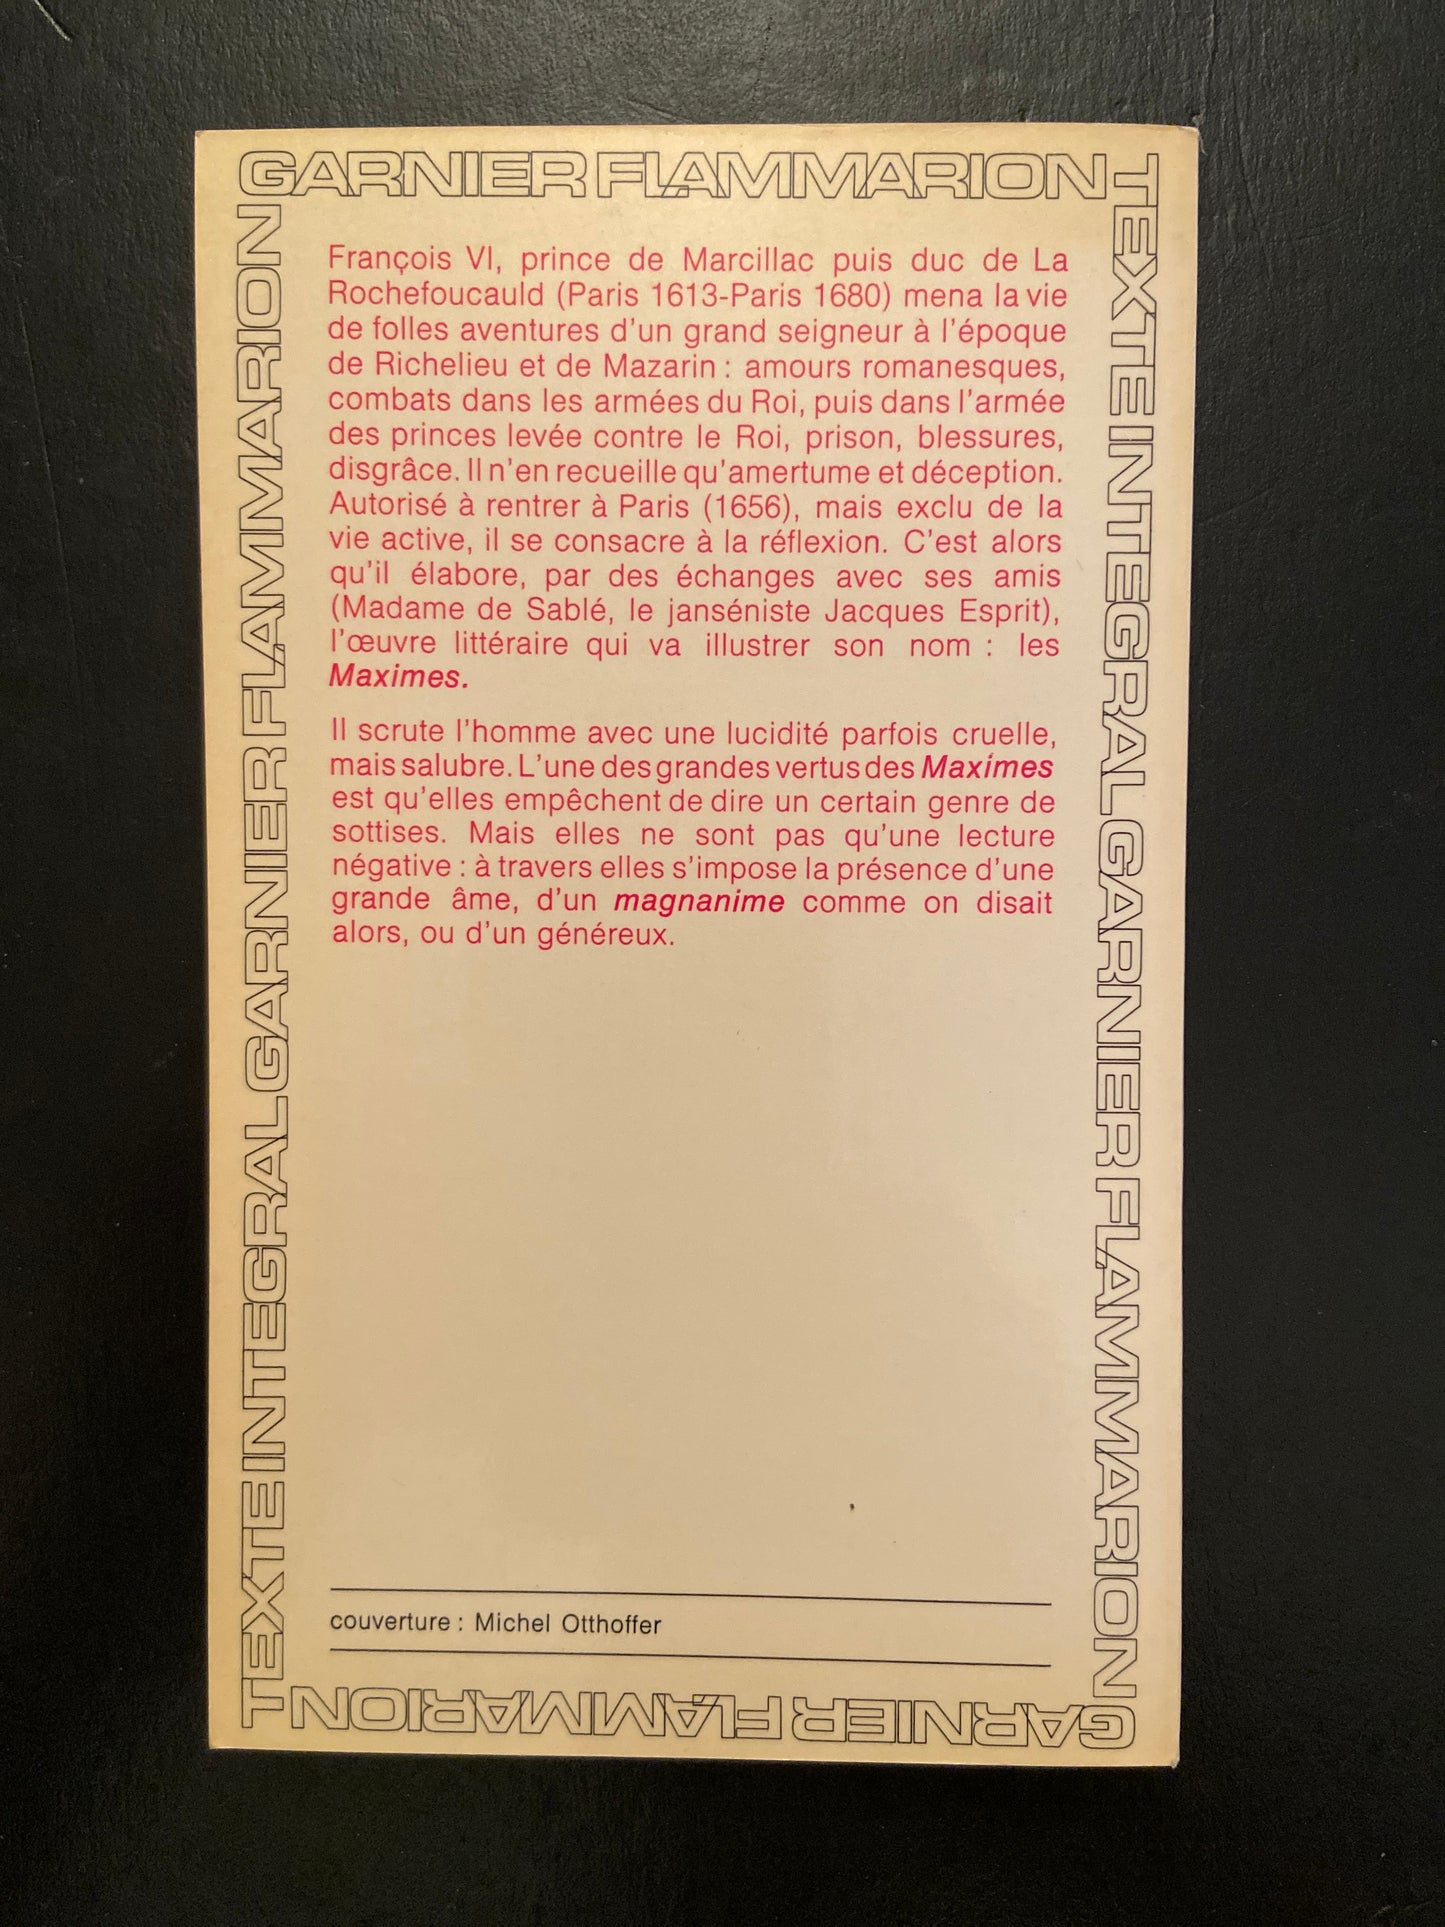 GARNIER FLAMMARION
TEXTE INTEGRAL GARNIER FLAMMARION
François VI, prince de Marcillac puis duc de La
Rochefoucauld (Paris 1613-Paris 1680) mena la vie
de folles aventures d'un grand seigneur à l'époque
de Richelieu et de Mazarin : amours romanesques,
combats dans les armées du Roi, puis dans l'armée
des princes levée contre le Roi, prison, blessures,
disgrâce. Il n'en recueille qu'amertume et déception.
Autorisé à rentrer à Paris (1656), mais exclu de la
vie active, il se consacre à la réflexion. C'est alors
qu'il élabore, par des échanges avec ses amis
(Madame de Sablé, le janséniste Jacques Esprit),
l'œuvre littéraire qui va illustrer son nom : les
Maximes.
Il scrute l'homme avec une lucidité parfois cruelle,
mais salubre. L'une des grandes vertus des Maximes
est qu'elles empêchent de dire un certain genre de
sottises. Mais elles ne sont pas qu'une lecture
négative : à travers elles s'impose la présence d'une
grande âme, d'un magnanime comme on disait
alors, ou d'un généreux.
couverture : Michel Otthoffer
GARNIER FLAMMARION
TEXTE INTEGRAL GARNIER FLAMMARION